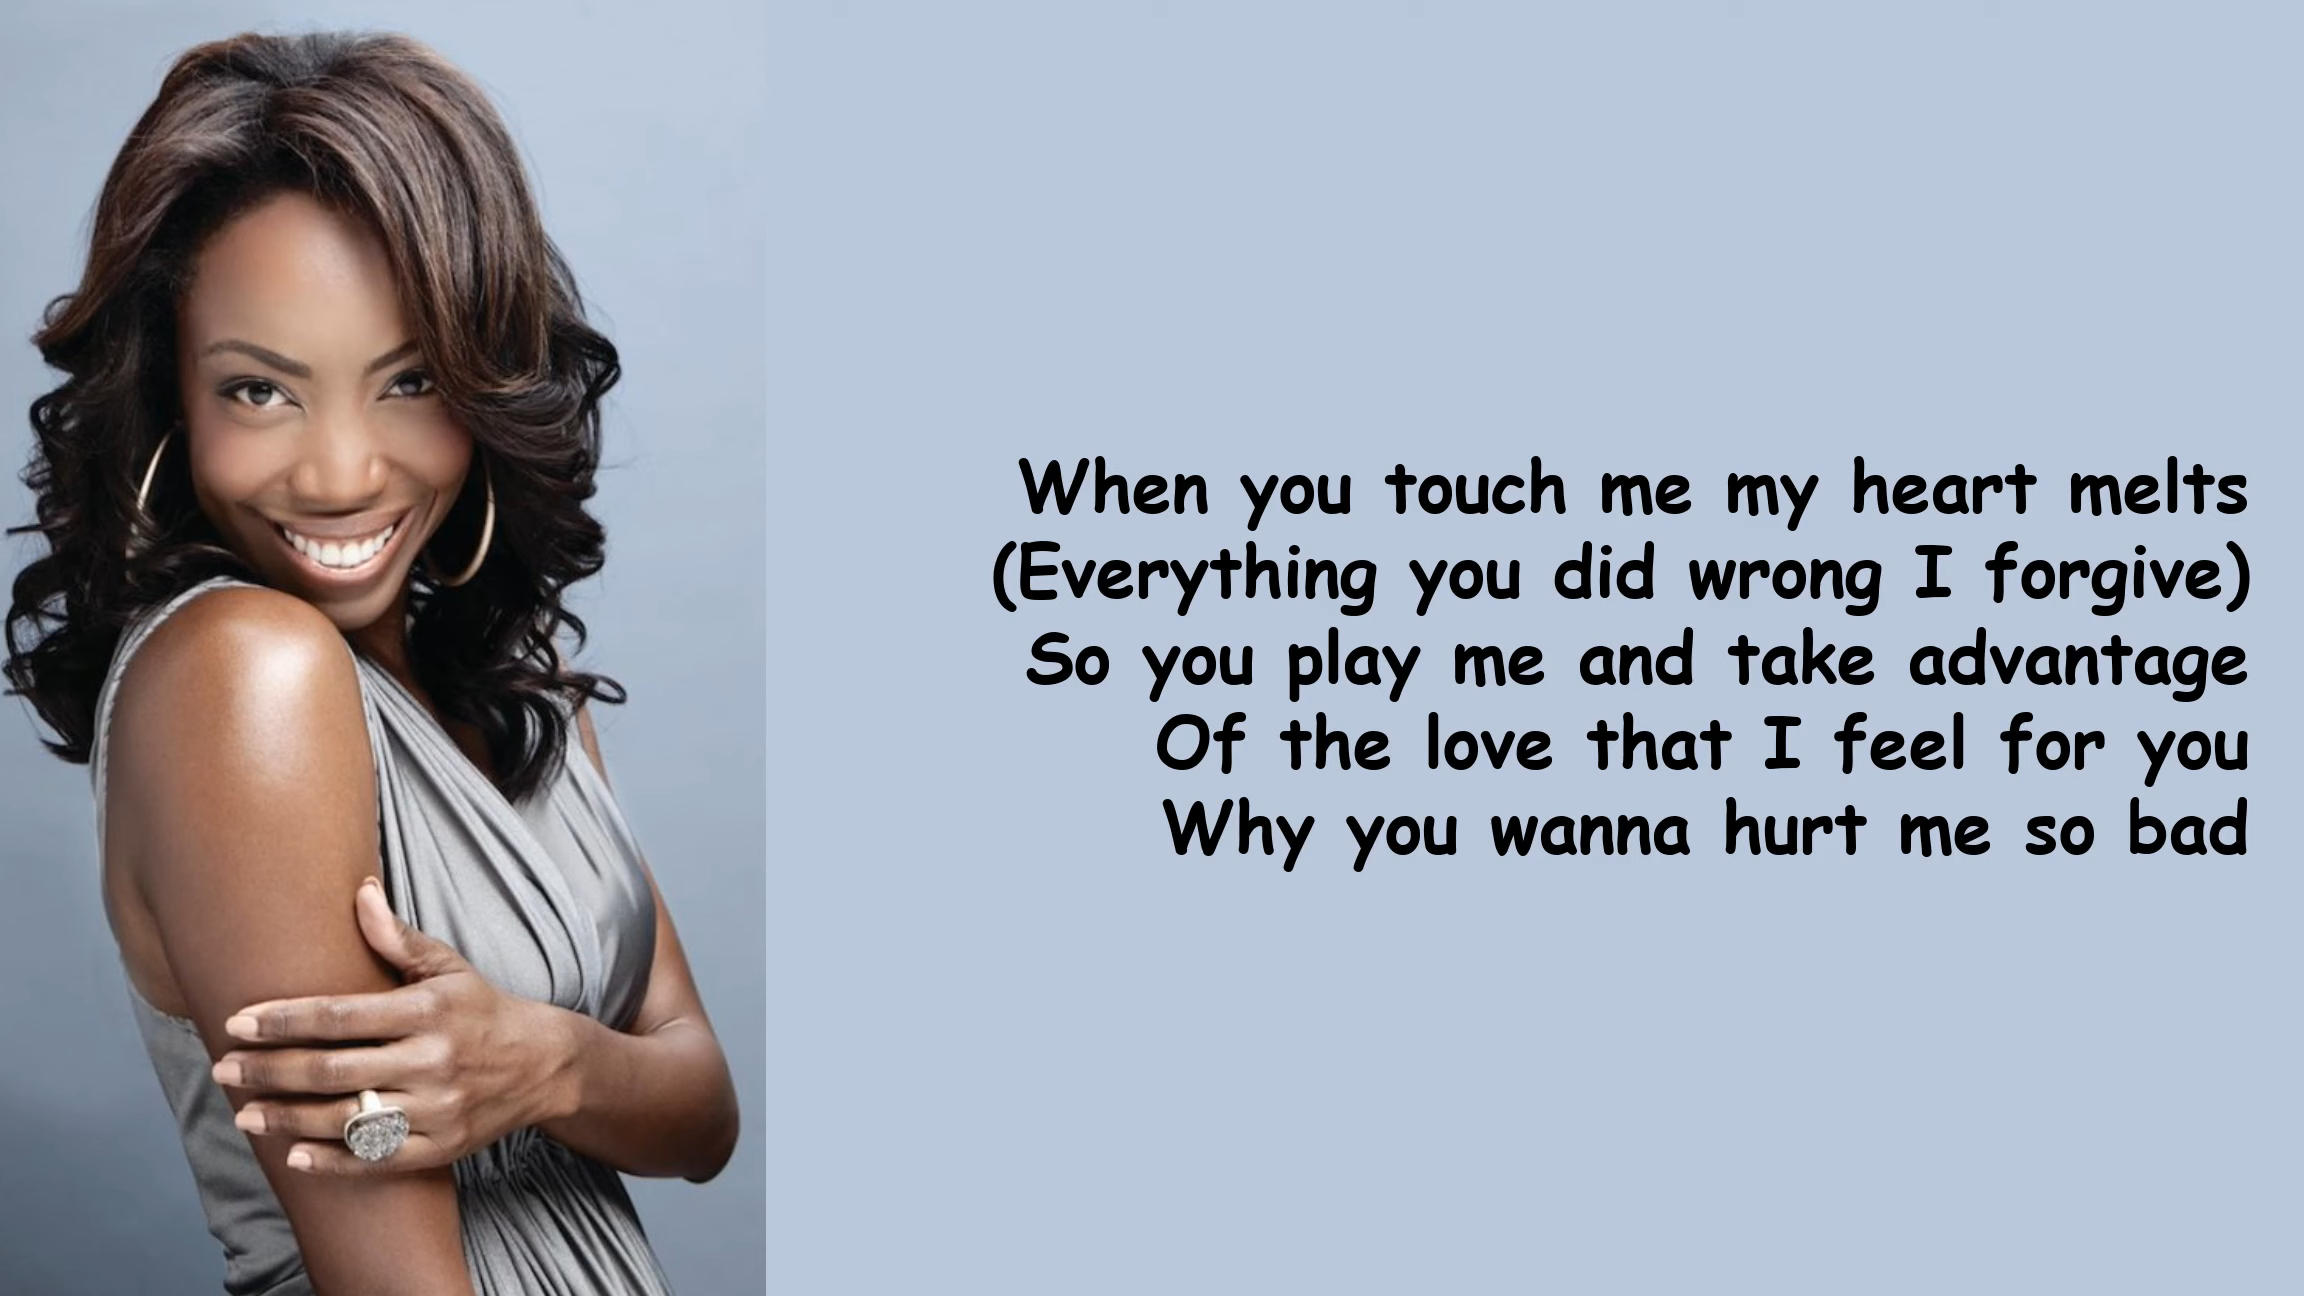 When you touch me my heart melts
(Everything you did wrong I forgive)
So you play me and take advantage
Of the love that I feel for you
Why you wanna hurt me so bad